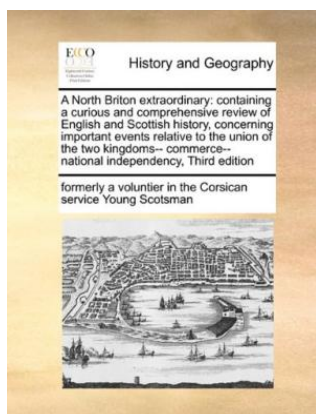 ECCO
History and Geography
A North Briton extraordinary: containing
a curious and comprehensive review of
English and Scottish history, concerning
important events relative to the union of
the two kingdoms-- commerce--
national independency, Third edition
formerly a voluntier in the Corsican
service Young Scotsman